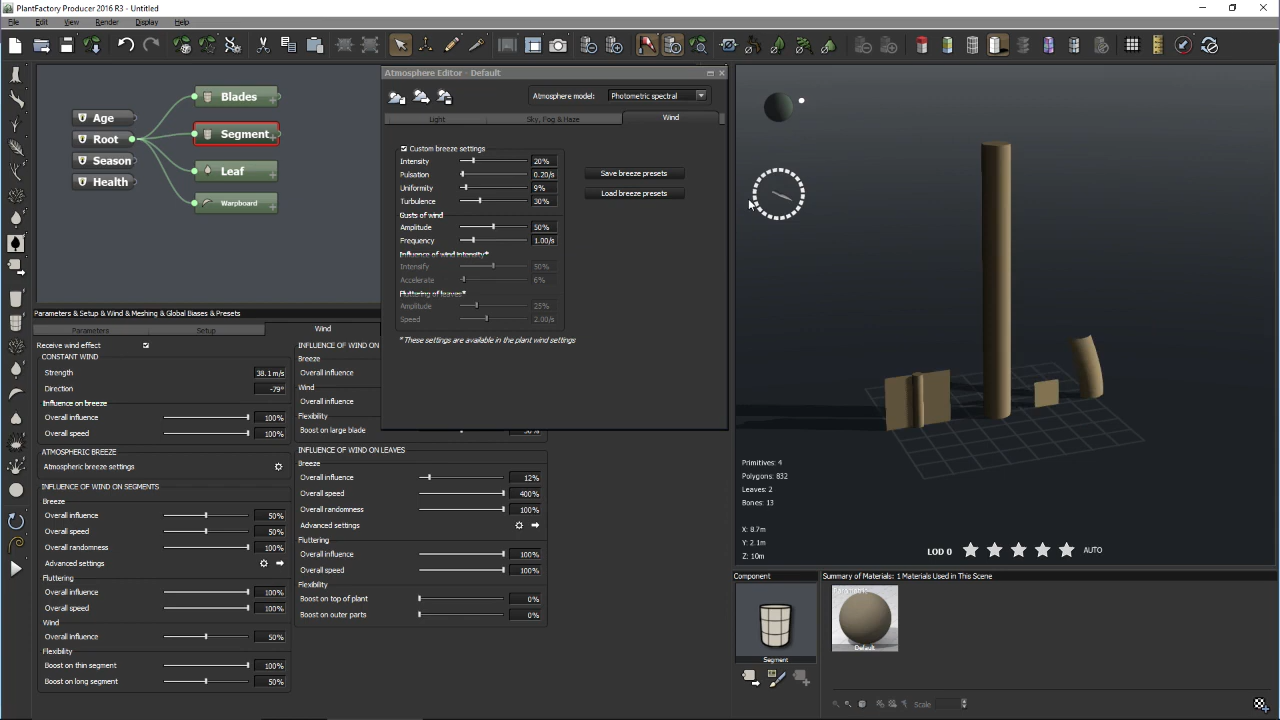 PlantFactory Producer 2016 R3 - Untitled
File Edit View Render Display Help
Age
Root
Season
Health
Blades
Segment
Leaf
Warpboard
Atmosphere Editor - Default
Atmosphere model: Photometric spectral
Light Sky, Fog & Haze Wind
Custom breeze settings
Intensity 20%
Pulsation 0.20/s
Uniformity 9%
Turbulence 30%
Gusts of wind
Amplitude 50%
Frequency 1.00/s
Influence of wind intensity*
Intensify 50%
Accelerate 6%
Fluttering of leaves*
Amplitude 25%
Speed 2.00/s
* These settings are available in the plant wind settings
Save breeze presets
Load breeze presets
Parameters & Setup & Wind & Meshing & Global Biases & Presets
Parameters Setup Wind
Receive wind effect
CONSTANT WIND
Strength 38.1m/s
Direction -79°
Influence on breeze
Overall influence 100%
Overall speed 100%
ATMOSPHERIC BREEZE
Atmospheric breeze settings
INFLUENCE OF WIND ON SEGMENTS
Breeze
Overall influence 50%
Overall speed 50%
Overall randomness 100%
Advanced settings
Fluttering
Overall influence 100%
Overall speed 100%
Wind
Overall influence 50%
Flexibility
Boost on thin segment 100%
Boost on long segment 50%
INFLUENCE OF WIND ON
Breeze
Overall influence
Wind
Overall influence
Flexibility
Boost on large blade
INFLUENCE OF WIND ON LEAVES
Breeze
Overall influence 12%
Overall speed 400%
Overall randomness 100%
Advanced settings
Fluttering
Overall influence 100%
Overall speed 100%
Flexibility
Boost on top of plant 0%
Boost on outer parts 0%
Primitives: 4
Polygons: 832
Leaves: 2
Bones: 13
X: 8.7m
Y: 2.1m
Z: 10m
LOD 0 AUTO
Component
Segment
Summary of Materials: 1 Materials Used in This Scene
Default
Scale